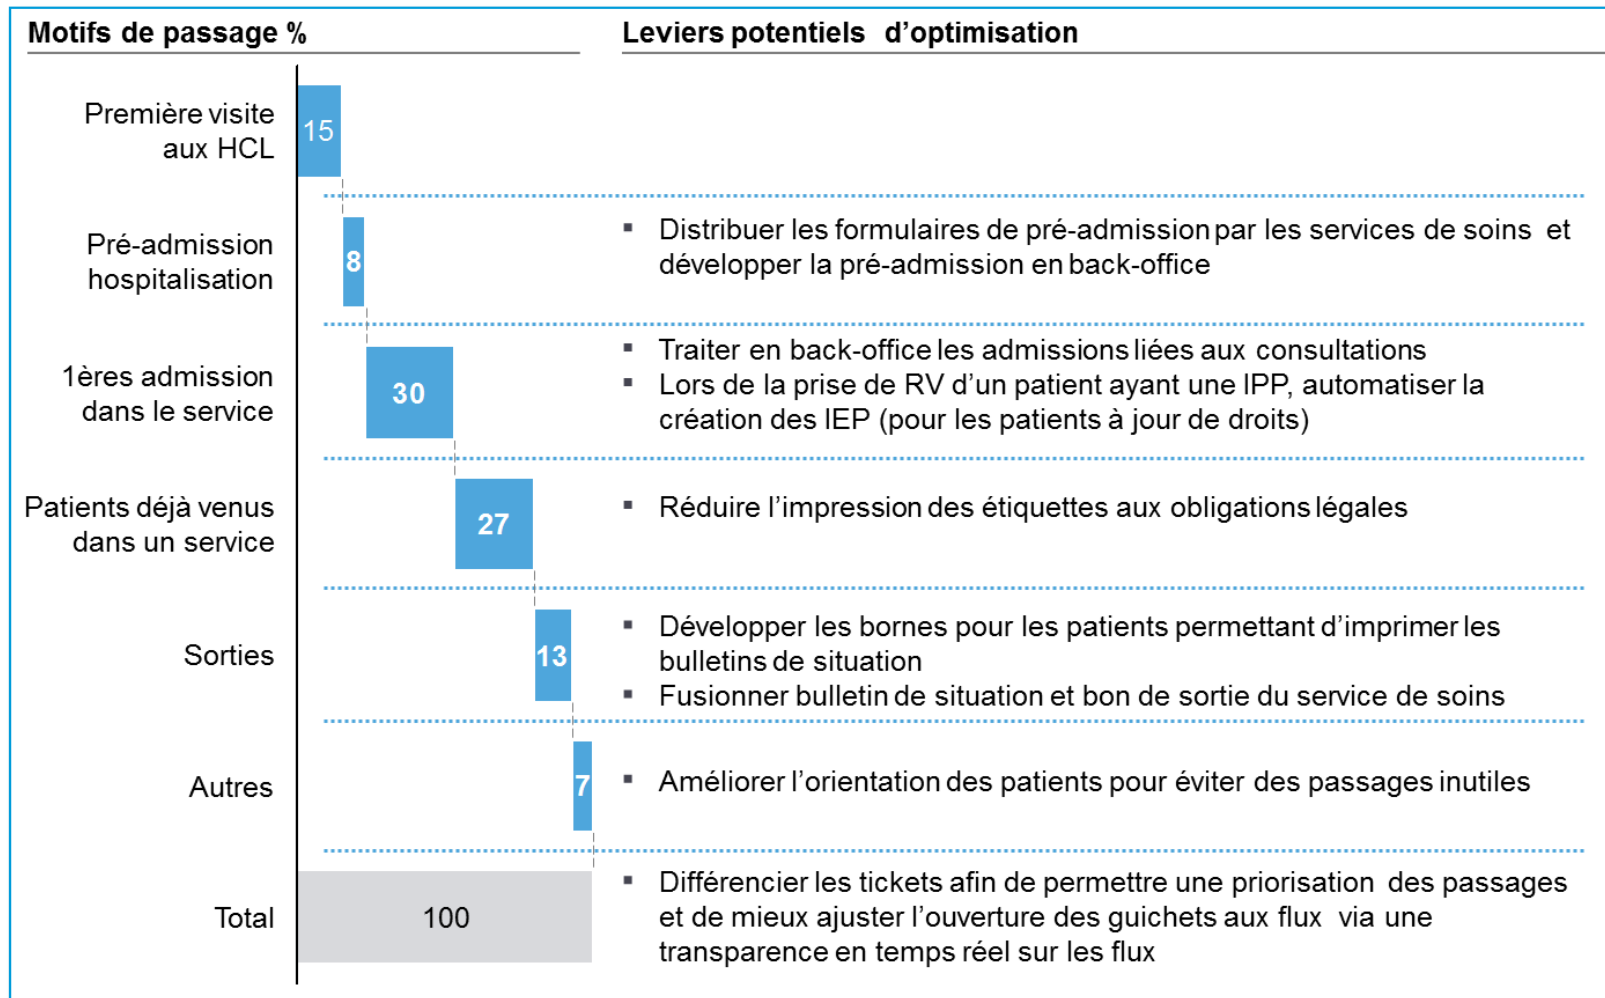 Motifs de passage %
Leviers potentiels d’optimisation
Première visite
aux HCL
15
Pré-admission
hospitalisation
8
▪ Distribuer les formulaires de pré-admission par les services de soins et
développer la pré-admission en back-office
1ères admission
dans le service
30
▪ Traiter en back-office les admissions liées aux consultations
▪ Lors de la prise de RV d’un patient ayant une IPP, automatiser la
création des IEP (pour les patients à jour de droits)
Patients déjà venus
dans un service
27
▪ Réduire l’impression des étiquettes aux obligations légales
Sorties
13
▪ Développer les bornes pour les patients permettant d’imprimer les
bulletins de situation
▪ Fusionner bulletin de situation et bon de sortie du service de soins
Autres
7
▪ Améliorer l’orientation des patients pour éviter des passages inutiles
Total
100
▪ Différencier les tickets afin de permettre une priorisation des passages
et de mieux ajuster l’ouverture des guichets aux flux via une
transparence en temps réel sur les flux